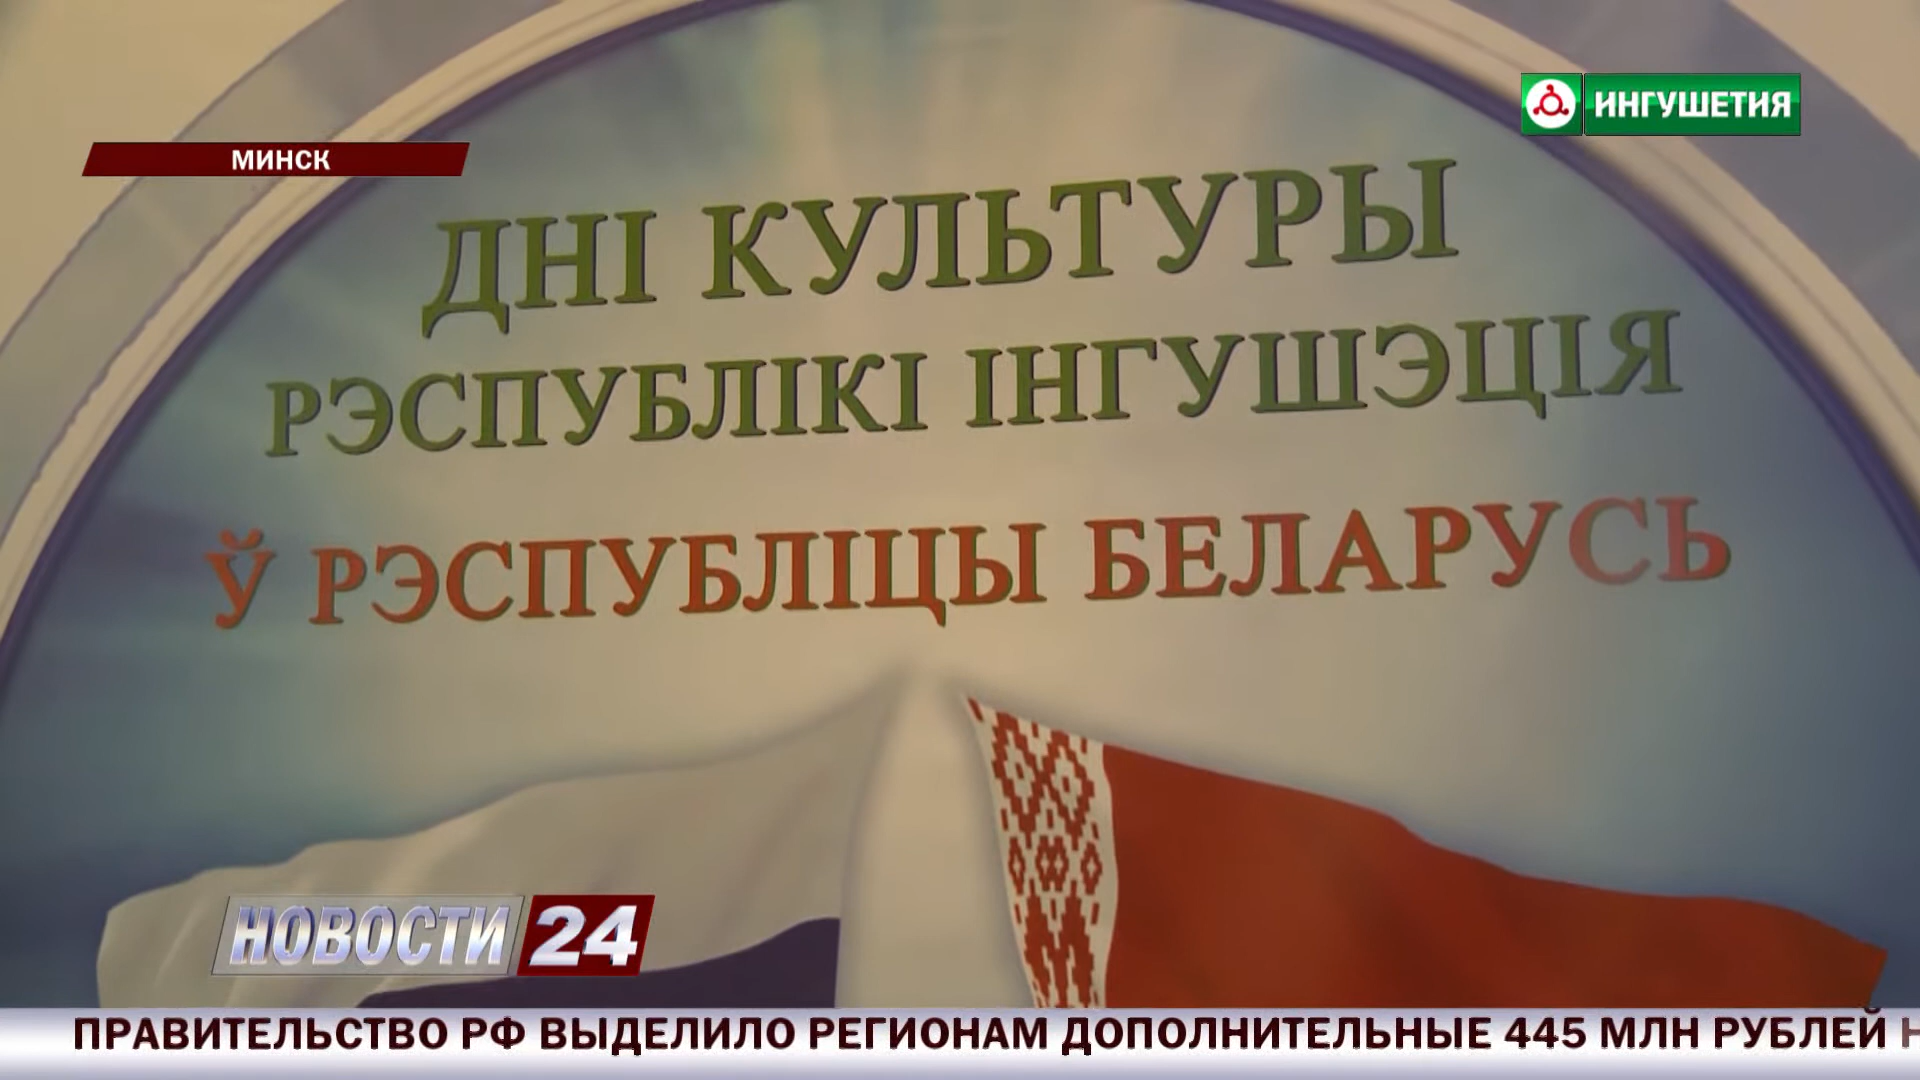 ИНГУШЕТИЯ
МИНСК
ДНІ КУЛЬТУРЫ
РЭСПУБЛІКІ ІНГУШЭЦІЯ
Ў РЭСПУБЛІЦЫ БЕЛАРУСЬ
НОВОСТИ 24
ПРАВИТЕЛЬСТВО РФ ВЫДЕЛИЛО РЕГИОНАМ ДОПОЛНИТЕЛЬНЫЕ 445 МЛН РУБЛЕЙ